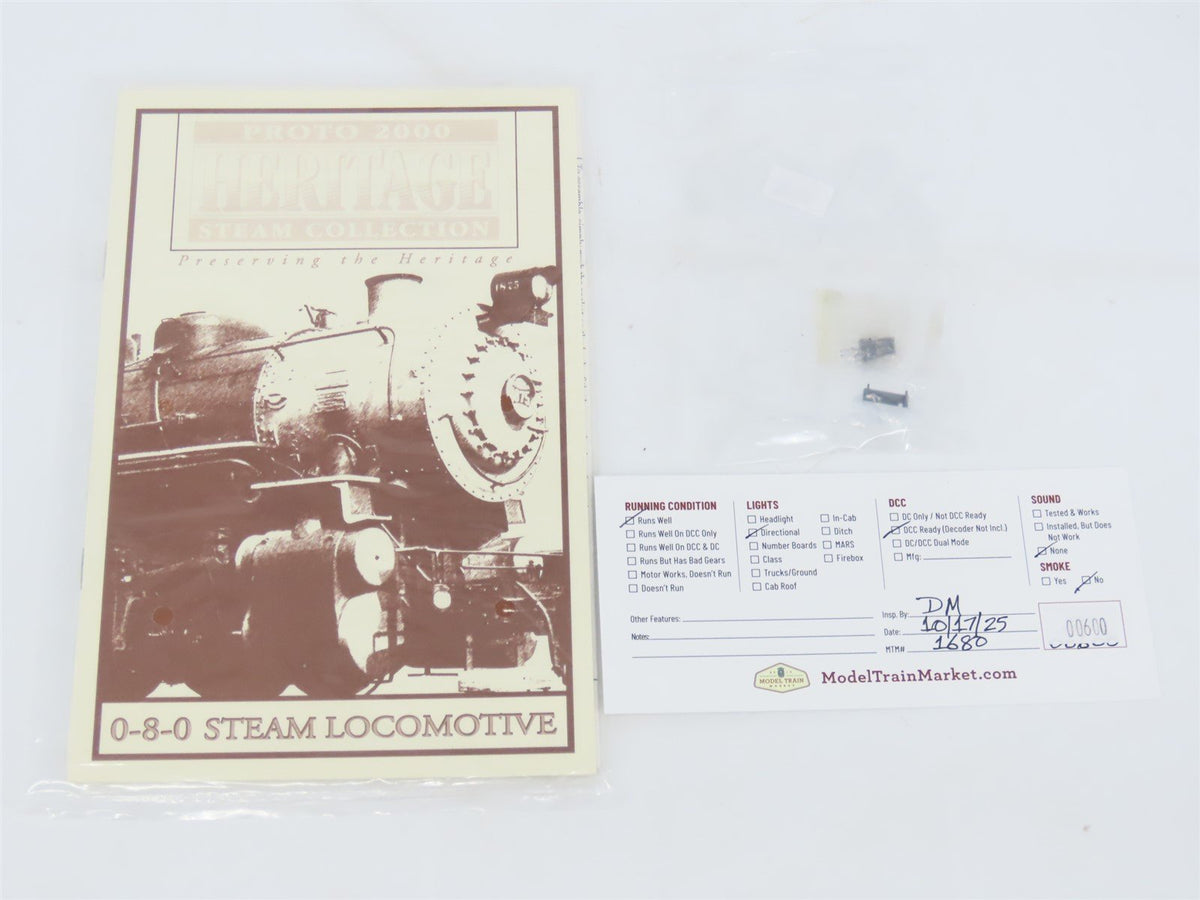 PROTO 2000
HERITAGE
STEAM COLLECTION
Preserving the Heritage
1875
0-8-0 STEAM LOCOMOTIVE
RUNNING CONDITION
Runs Well
Runs Well On DCC Only
Runs Well On DCC & DC
Runs But Has Bad Gears
Motor Works, Doesn't Run
Doesn't Run
LIGHTS
Headlight
Directional
Number Boards
Class
Trucks/Ground
Cab Roof
In-Cab
Ditch
MARS
Firebox
DCC
DC Only / Not DCC Ready
DCC Ready (Decoder Not Incl.)
DC/DCC Dual Mode
Mfg:
SOUND
Tested & Works
Installed, But Does
Not Work
None
SMOKE
Yes No
Other Features:
Notes:
Insp. By: DM
Date: 10/17/25
MTM# 1680
00600
MODEL TRAIN
MARKET
ModelTrainMarket.com